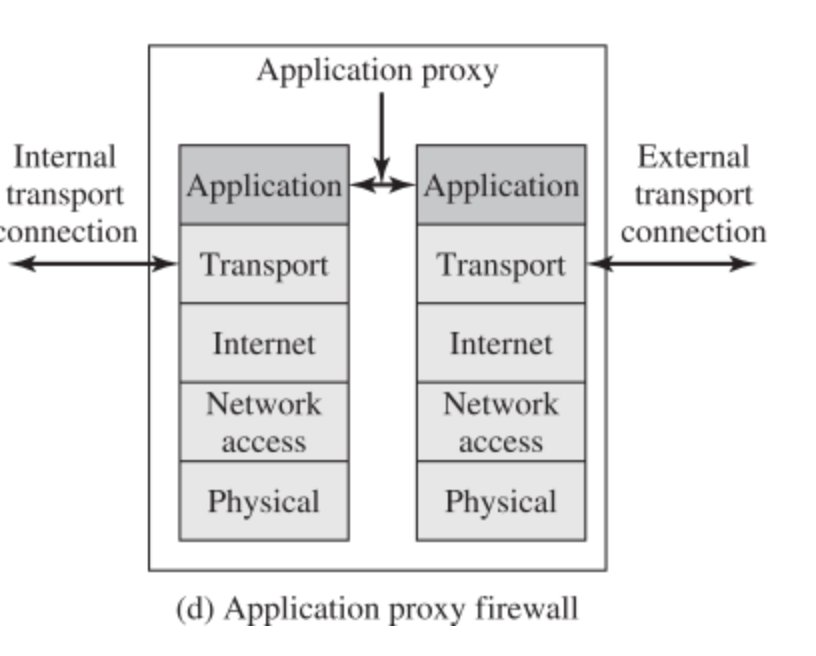 Application proxy
Internal
transport
connection
External
transport
connection
Application
Application
Transport
Transport
Internet
Internet
Network
access
Network
access
Physical
Physical
(d) Application proxy firewall